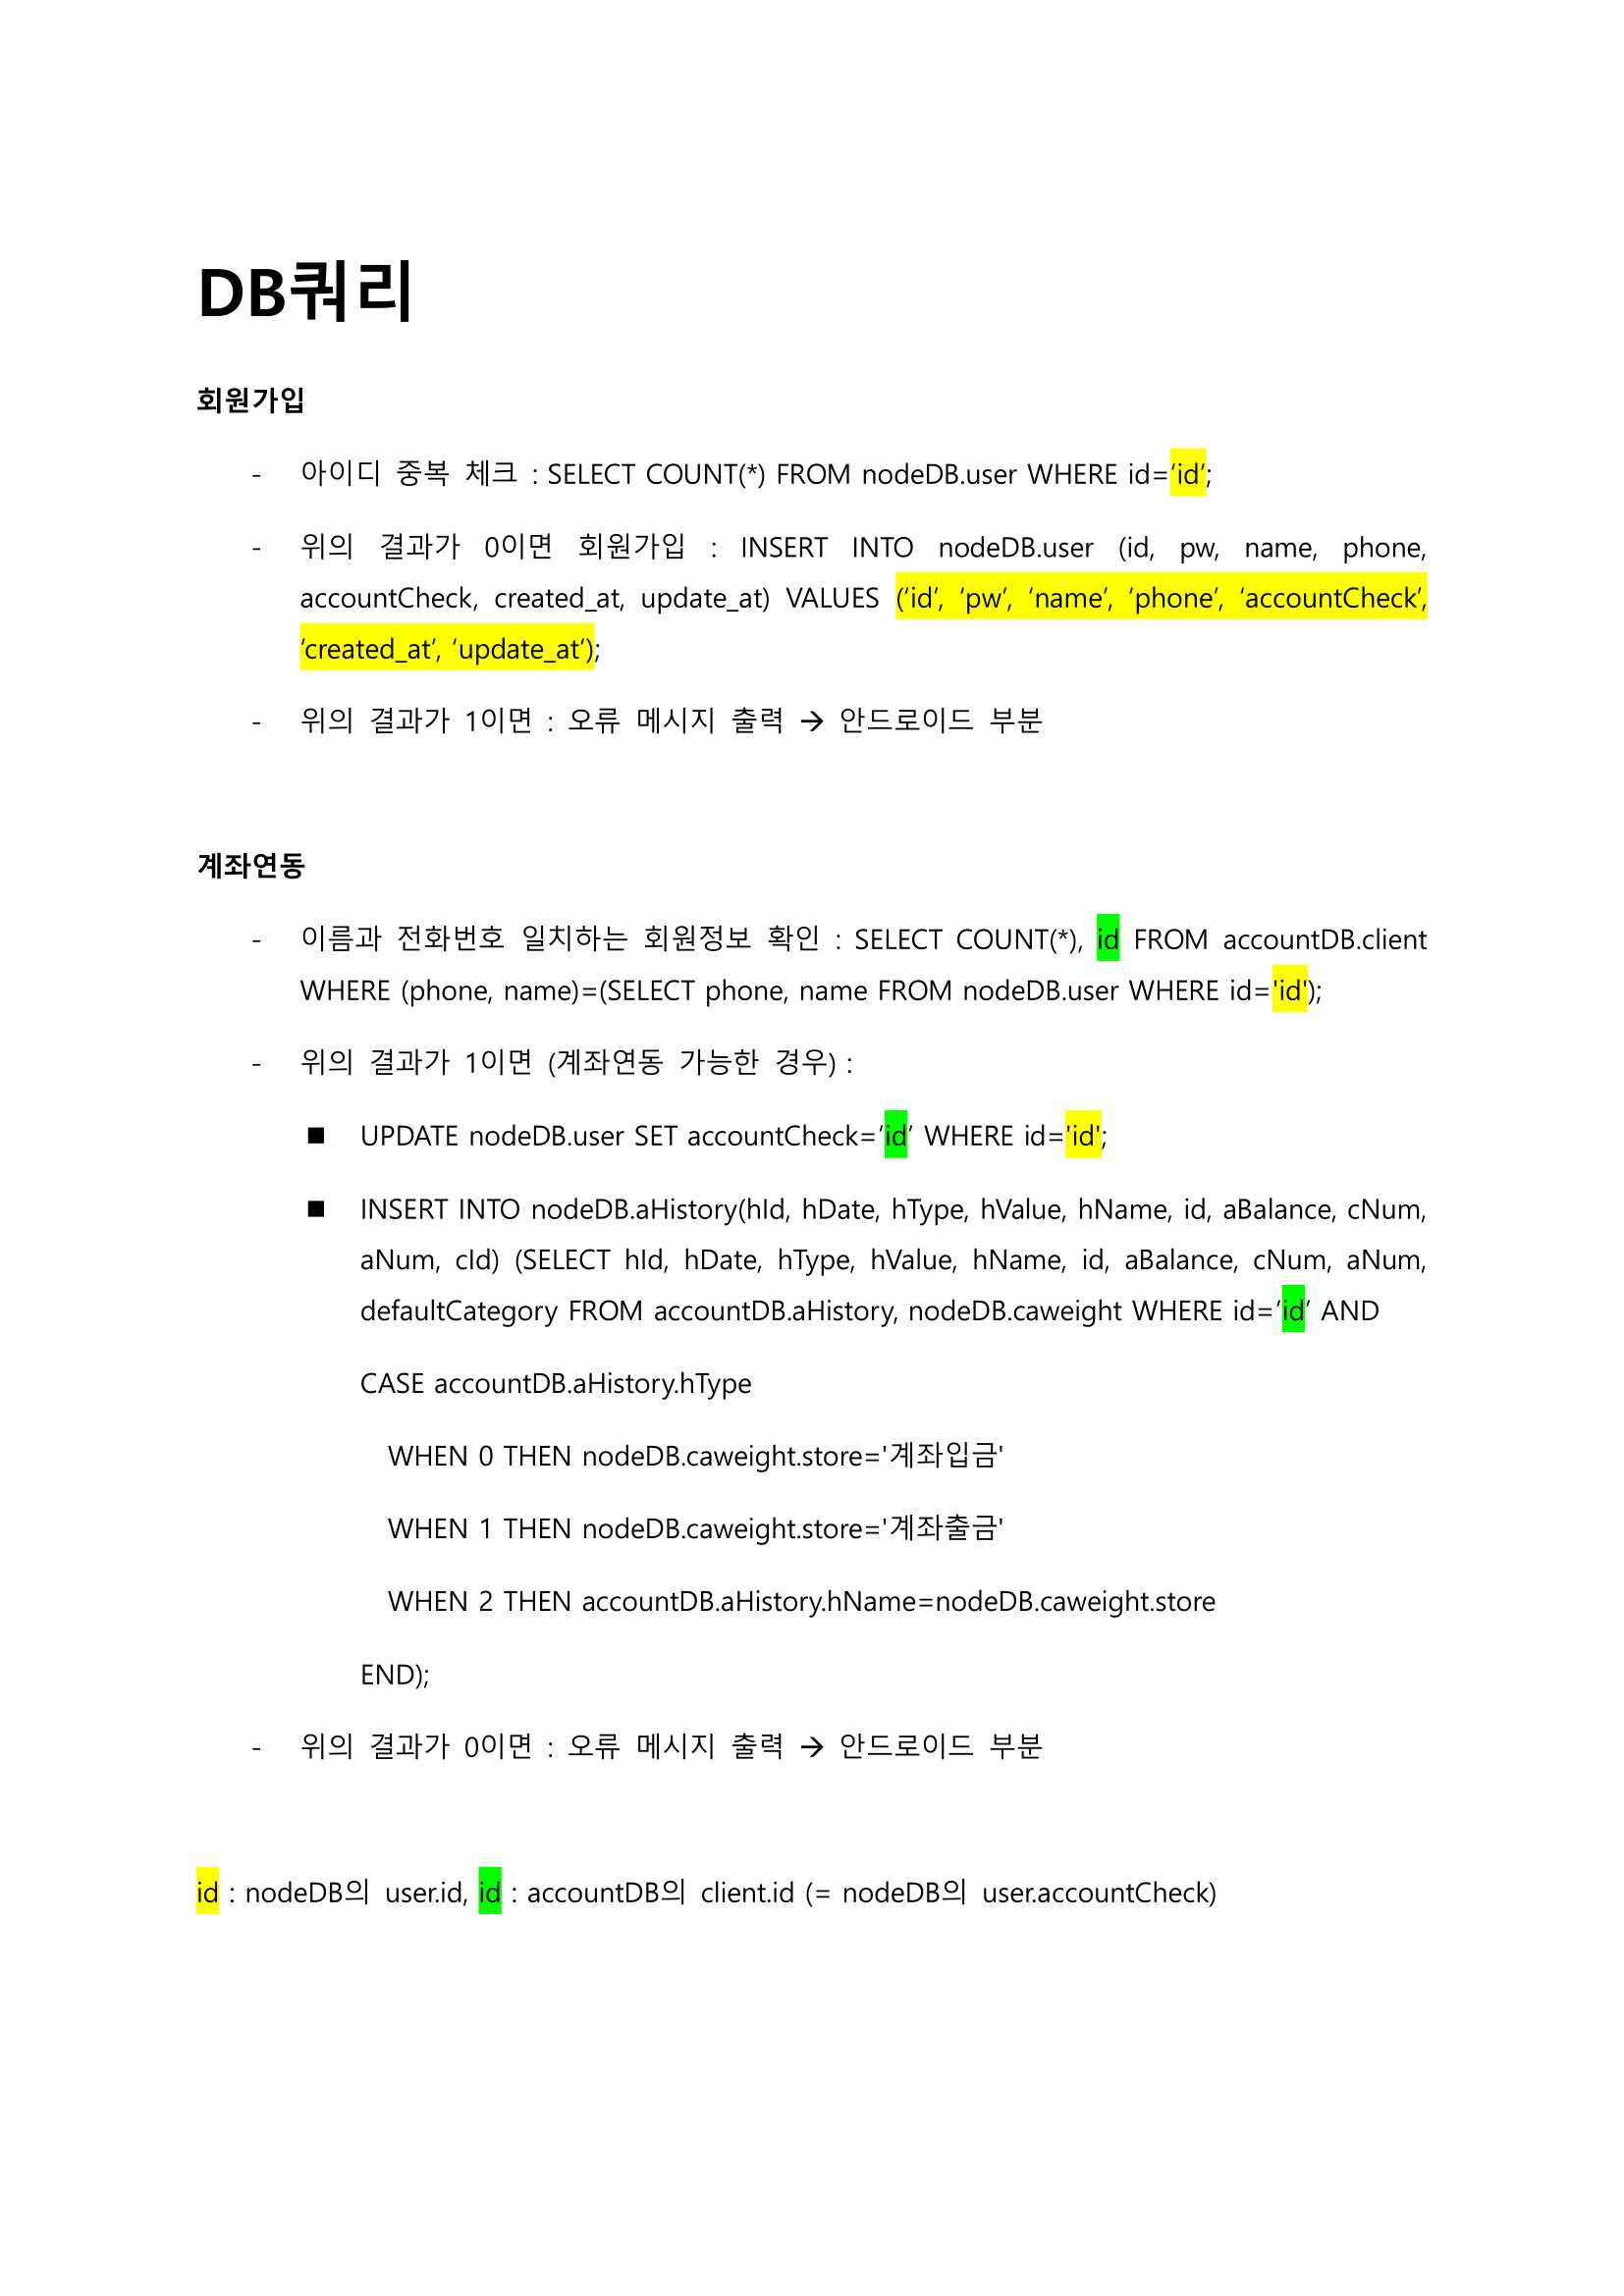 DB쿼리
회원가입
- 아이디 중복 체크 : SELECT COUNT(*) FROM nodeDB.user WHERE id=’id’;
- 위의 결과가 0이면 회원가입 : INSERT INTO nodeDB.user (id, pw, name, phone,
accountCheck, created_at, update_at) VALUES (‘id’, ‘pw’, ‘name’, ‘phone’, ‘accountCheck’,
‘created_at’, ‘update_at’);
- 위의 결과가 1이면 : 오류 메시지 출력 → 안드로이드 부분
계좌연동
- 이름과 전화번호 일치하는 회원정보 확인 : SELECT COUNT(*), id FROM accountDB.client
WHERE (phone, name)=(SELECT phone, name FROM nodeDB.user WHERE id='id');
- 위의 결과가 1이면 (계좌연동 가능한 경우) :
■ UPDATE nodeDB.user SET accountCheck=’id’ WHERE id='id';
■ INSERT INTO nodeDB.aHistory(hId, hDate, hType, hValue, hName, id, aBalance, cNum,
aNum, cId) (SELECT hId, hDate, hType, hValue, hName, id, aBalance, cNum, aNum,
defaultCategory FROM accountDB.aHistory, nodeDB.caweight WHERE id=’id’ AND
CASE accountDB.aHistory.hType
WHEN 0 THEN nodeDB.caweight.store='계좌입금'
WHEN 1 THEN nodeDB.caweight.store='계좌출금'
WHEN 2 THEN accountDB.aHistory.hName=nodeDB.caweight.store
END);
- 위의 결과가 0이면 : 오류 메시지 출력 → 안드로이드 부분
id : nodeDB의 user.id, id : accountDB의 client.id (= nodeDB의 user.accountCheck)